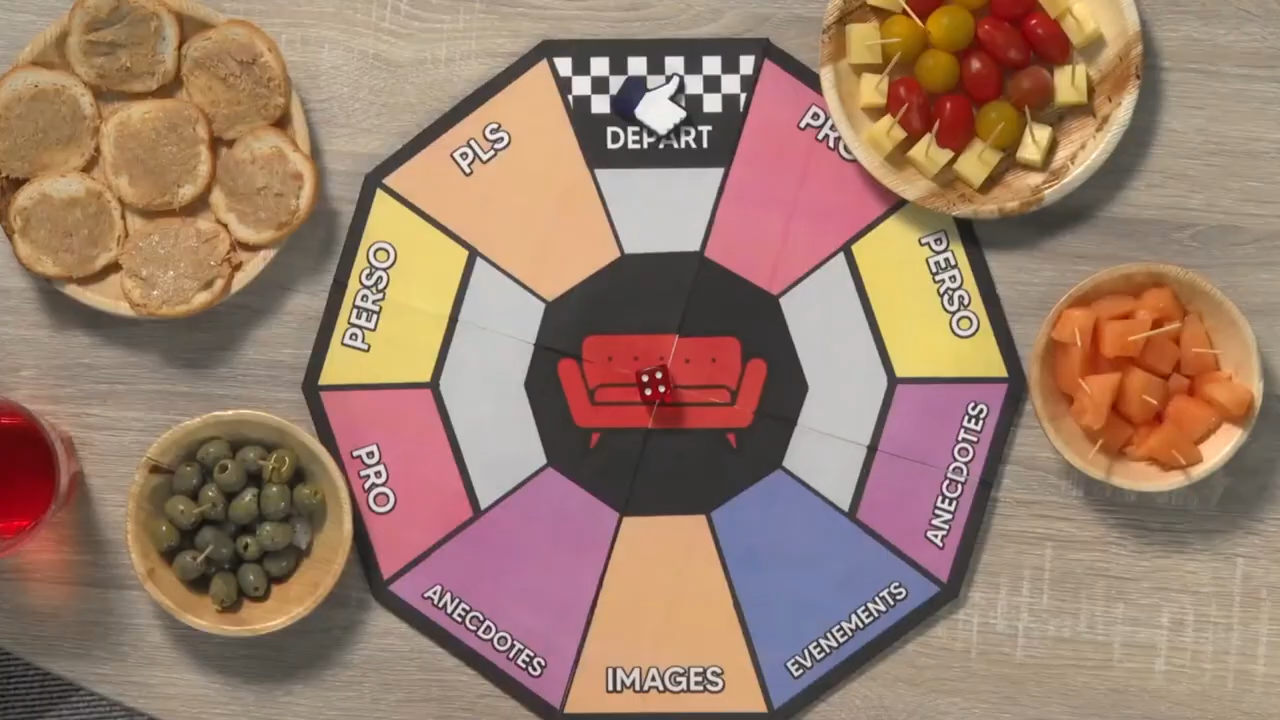 DEPART
PLS
PERSO
PERSO
PRO
ANECDOTES
ANECDOTES
EVENEMENTS
IMAGES